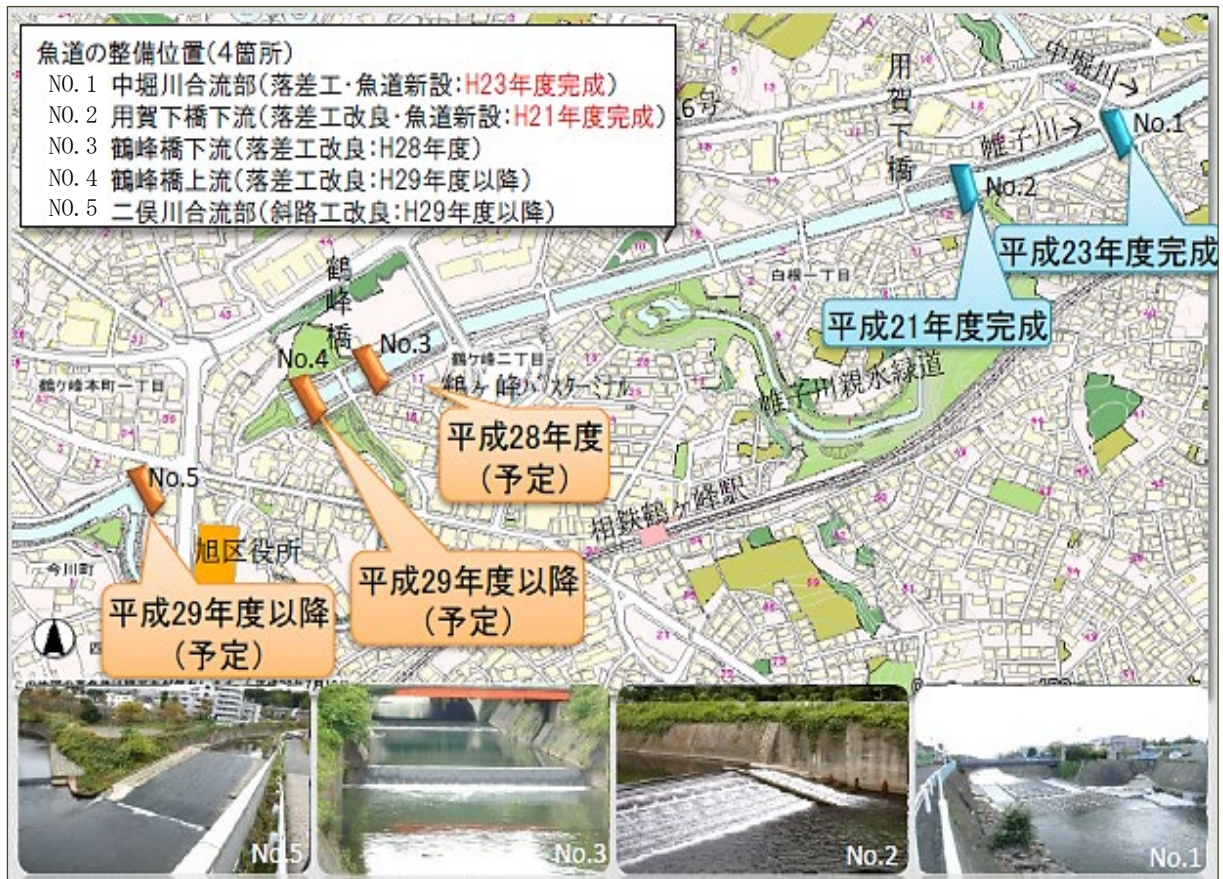 魚道の整備位置(4箇所)
NO.1 中堀川合流部(落差工・魚道新設:H23年度完成)
NO.2 用賀下橋下流(落差工改良・魚道新設:H21年度完成)
NO.3 鶴峰橋下流(落差工改良:H28年度)
NO.4 鶴峰橋上流(落差工改良:H29年度以降)
NO.5 二俣川合流部(斜路工改良:H29年度以降)
中堀川→
6号
用賀下橋
帷子川→
No.1
No.2
平成23年度完成
平成21年度完成
白根一丁目
鶴峰橋
No.3
No.4
鶴ケ峰二丁目
鶴ヶ峰バスターミナル
帷子川親水緑道
鶴ケ峰本町一丁目
平成28年度
(予定)
No.5
相鉄鶴ヶ峰駅
旭区役所
今川町
平成29年度以降
(予定)
平成29年度以降
(予定)
No.5
No.3
No.2
No.1